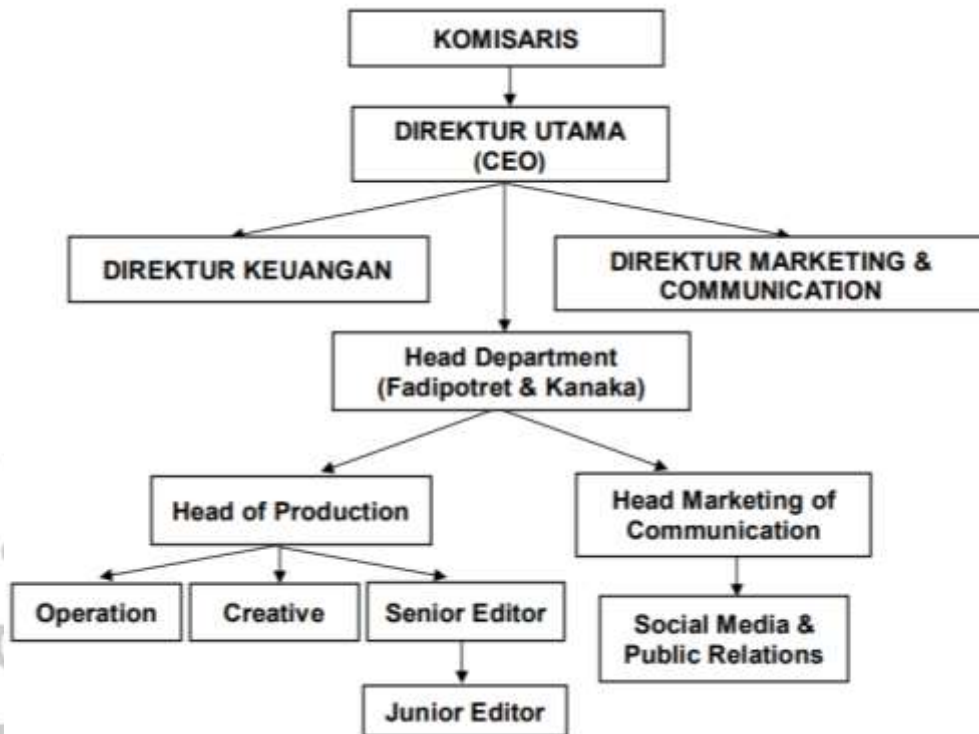 KOMISARIS
DIREKTUR UTAMA
(CEO)
DIREKTUR KEUANGAN
DIREKTUR MARKETING &
COMMUNICATION
Head Department
(Fadipotret & Kanaka)
Head of Production
Head Marketing of
Communication
Operation
Creative
Senior Editor
Social Media &
Public Relations
Junior Editor